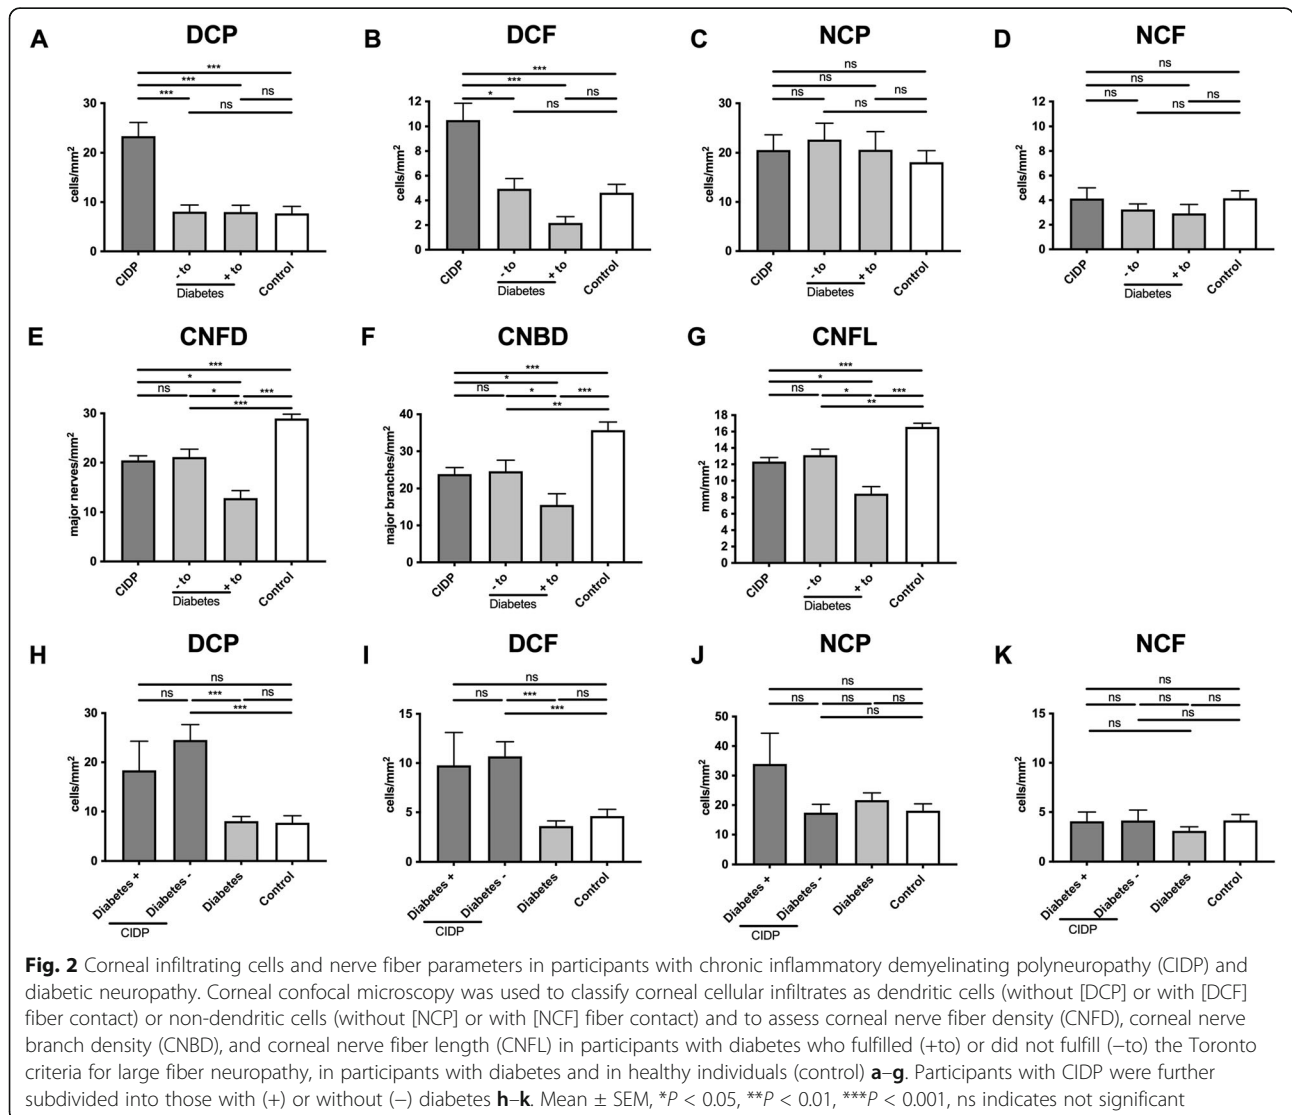 A DCP
***
***
***
ns
ns
30
20
10
0
cells/mm²
CIDP
- to
+ to
Control
Diabetes
B DCF
***
***
*
ns
ns
12
10
8
6
4
2
0
cells/mm²
CIDP
- to
+ to
Control
Diabetes
C NCP
ns
ns
ns
ns
ns
30
20
10
0
cells/mm²
CIDP
- to
+ to
Control
Diabetes
D NCF
ns
ns
ns
ns
ns
12
10
8
6
4
2
0
cells/mm²
CIDP
- to
+ to
Control
Diabetes
E CNFD
***
*
ns
*
***
***
30
20
10
0
major nerves/mm²
CIDP
- to
+ to
Control
Diabetes
F CNBD
***
*
ns
*
***
**
40
30
20
10
0
major branches/mm²
CIDP
- to
+ to
Control
Diabetes
G CNFL
***
*
ns
*
***
**
18
16
14
12
10
8
6
4
2
0
mm/mm²
CIDP
- to
+ to
Control
Diabetes
H DCP
ns
ns
***
ns
***
30
20
10
0
cells/mm²
Diabetes +
Diabetes -
Diabetes
Control
CIDP
I DCF
ns
ns
***
ns
***
15
10
5
0
cells/mm²
Diabetes +
Diabetes -
Diabetes
Control
CIDP
J NCP
ns
ns
ns
ns
ns
50
40
30
20
10
0
cells/mm²
Diabetes +
Diabetes -
Diabetes
Control
CIDP
K NCF
ns
ns
ns
ns
ns
ns
15
10
5
0
cells/mm²
Diabetes +
Diabetes -
Diabetes
Control
CIDP
Fig. 2 Corneal infiltrating cells and nerve fiber parameters in participants with chronic inflammatory demyelinating polyneuropathy (CIDP) and
diabetic neuropathy. Corneal confocal microscopy was used to classify corneal cellular infiltrates as dendritic cells (without [DCP] or with [DCF]
fiber contact) or non-dendritic cells (without [NCP] or with [NCF] fiber contact) and to assess corneal nerve fiber density (CNFD), corneal nerve
branch density (CNBD), and corneal nerve fiber length (CNFL) in participants with diabetes who fulfilled (+to) or did not fulfill (−to) the Toronto
criteria for large fiber neuropathy, in participants with diabetes and in healthy individuals (control) a–g. Participants with CIDP were further
subdivided into those with (+) or without (−) diabetes h–k. Mean ± SEM, *P < 0.05, **P < 0.01, ***P < 0.001, ns indicates not significant